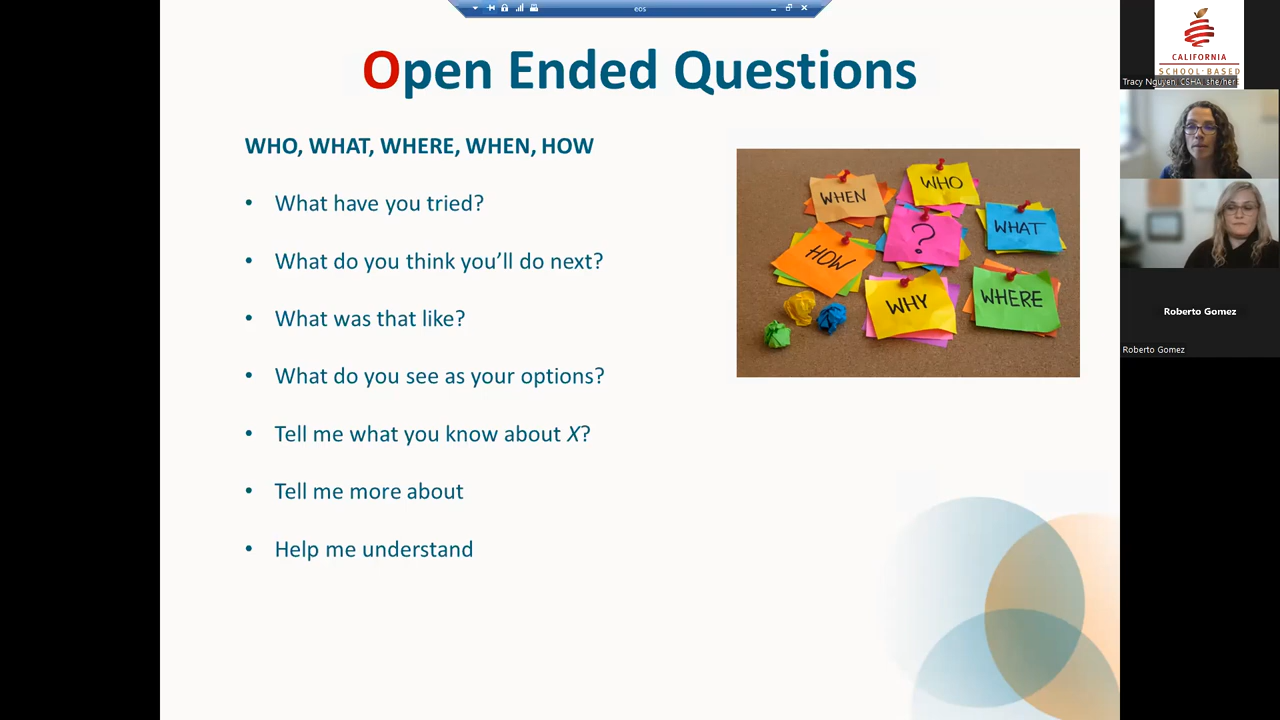 eos
Open Ended Questions
WHO, WHAT, WHERE, WHEN, HOW
• What have you tried?
• What do you think you'll do next?
• What was that like?
• What do you see as your options?
• Tell me what you know about X?
• Tell me more about
• Help me understand
WHEN
WHO
WHAT
?
HOW
WHY
WHERE
CALIFORNIA
SCHOOL-BASED
Tracy Nguyen, CSHA, she/her
Roberto Gomez
Roberto Gomez